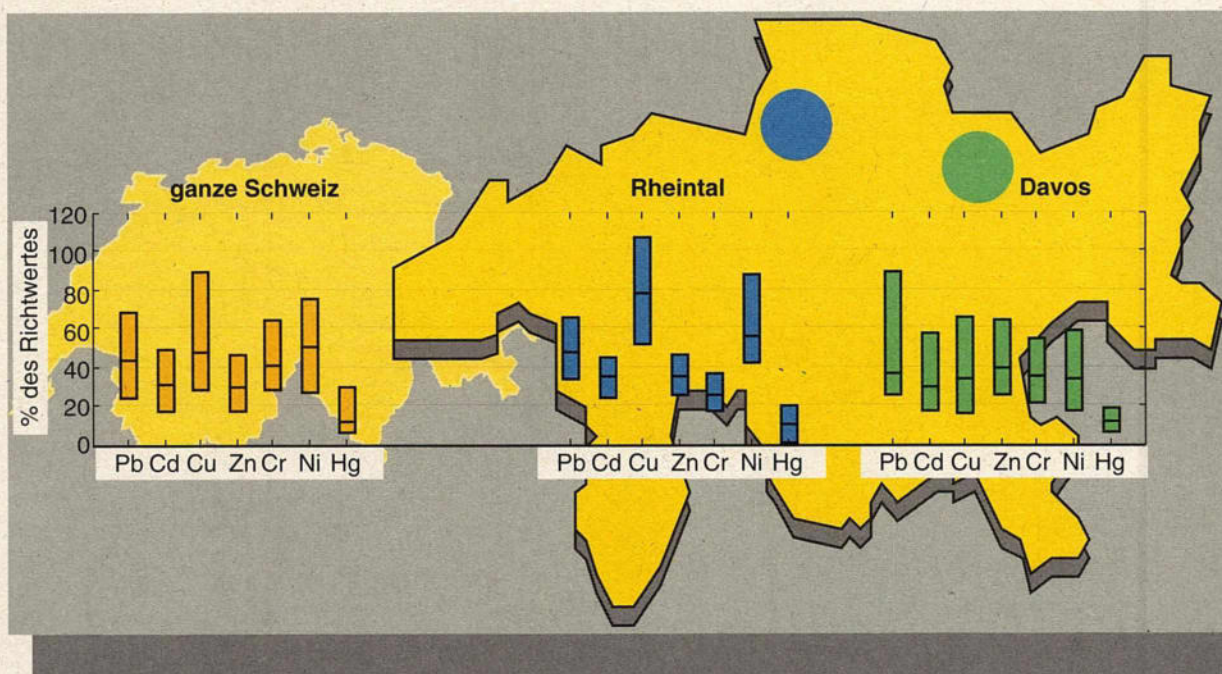 ganze Schweiz
Rheintal
Davos
% des Richtwertes
120
100
80
60
40
20
0
Pb Cd Cu Zn Cr Ni Hg
Pb Cd Cu Zn Cr Ni Hg
Pb Cd Cu Zn Cr Ni Hg